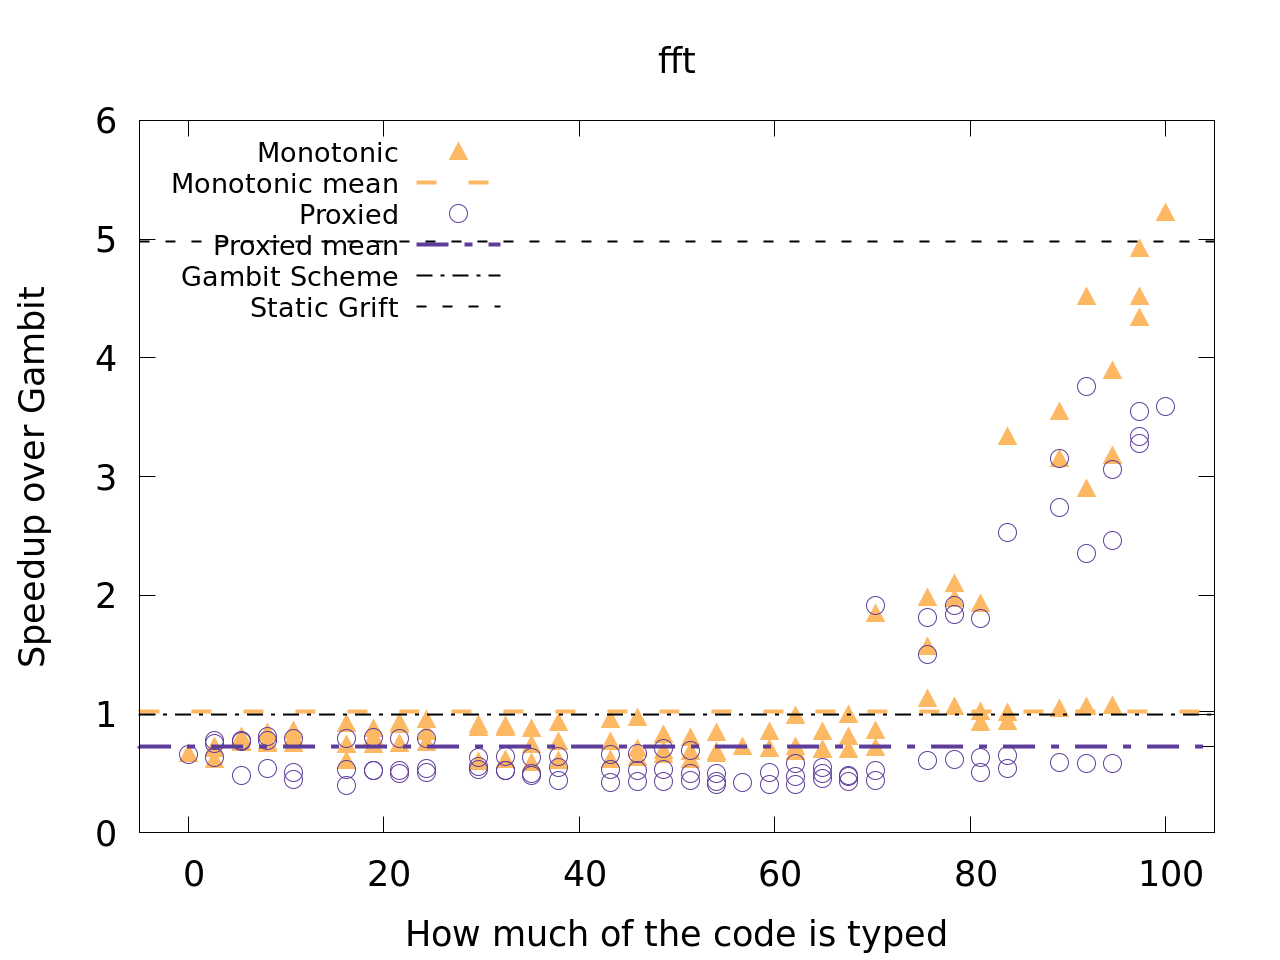 fft
6
5
4
3
2
1
0
Speedup over Gambit
Monotonic
Monotonic mean
Proxied
Proxied mean
Gambit Scheme
Static Grift
0 20 40 60 80 100
How much of the code is typed